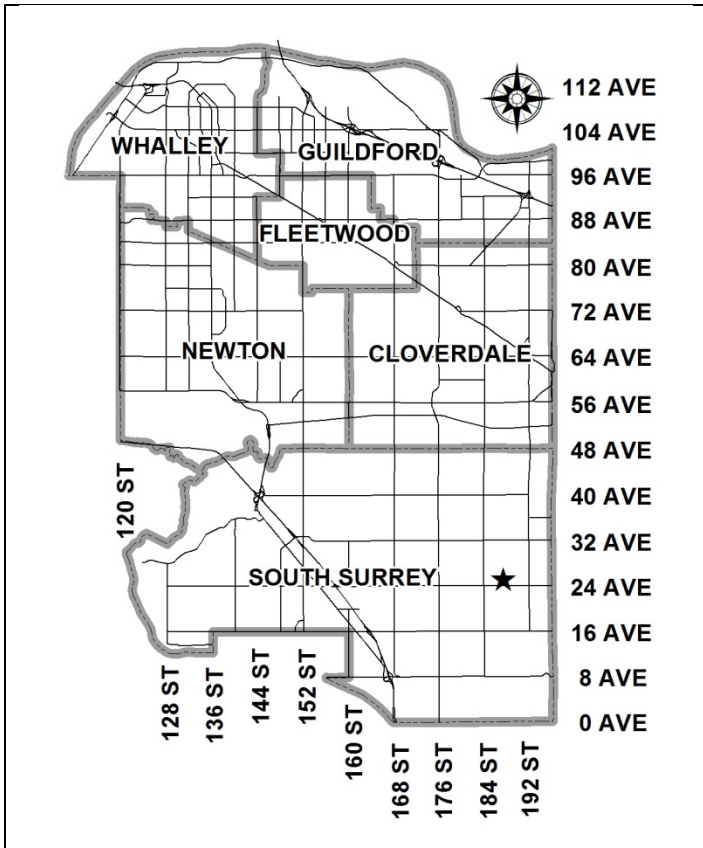 112 AVE
104 AVE
WHALLEY
GUILDFORD
96 AVE
88 AVE
FLEETWOOD
80 AVE
72 AVE
NEWTON
CLOVERDALE
64 AVE
56 AVE
48 AVE
120 ST
40 AVE
32 AVE
SOUTH SURREY
24 AVE
16 AVE
128 ST
136 ST
144 ST
152 ST
160 ST
8 AVE
0 AVE
168 ST
176 ST
184 ST
192 ST